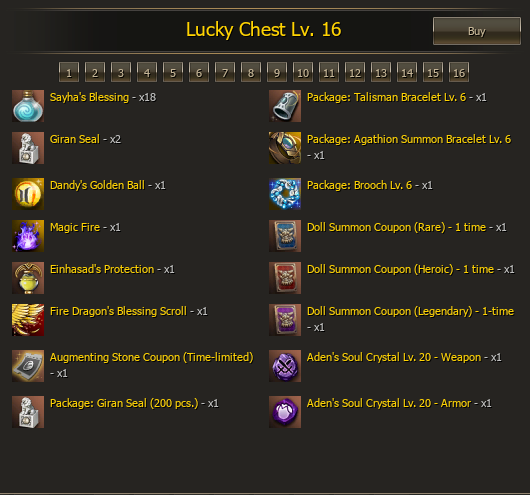 Lucky Chest Lv. 16
Buy
1 2 3 4 5 6 7 8 9 10 11 12 13 14 15 16
Sayha's Blessing - x18
Giran Seal - x2
Dandy's Golden Ball - x1
Magic Fire - x1
Einhasad's Protection - x1
Fire Dragon's Blessing Scroll - x1
Augmenting Stone Coupon (Time-limited)
- x1
Package: Giran Seal (200 pcs.) - x1
Package: Talisman Bracelet Lv. 6 - x1
Package: Agathion Summon Bracelet Lv. 6
- x1
Package: Brooch Lv. 6 - x1
Doll Summon Coupon (Rare) - 1 time - x1
Doll Summon Coupon (Heroic) - 1 time - x1
Doll Summon Coupon (Legendary) - 1-time
- x1
Aden's Soul Crystal Lv. 20 - Weapon - x1
Aden's Soul Crystal Lv. 20 - Armor - x1